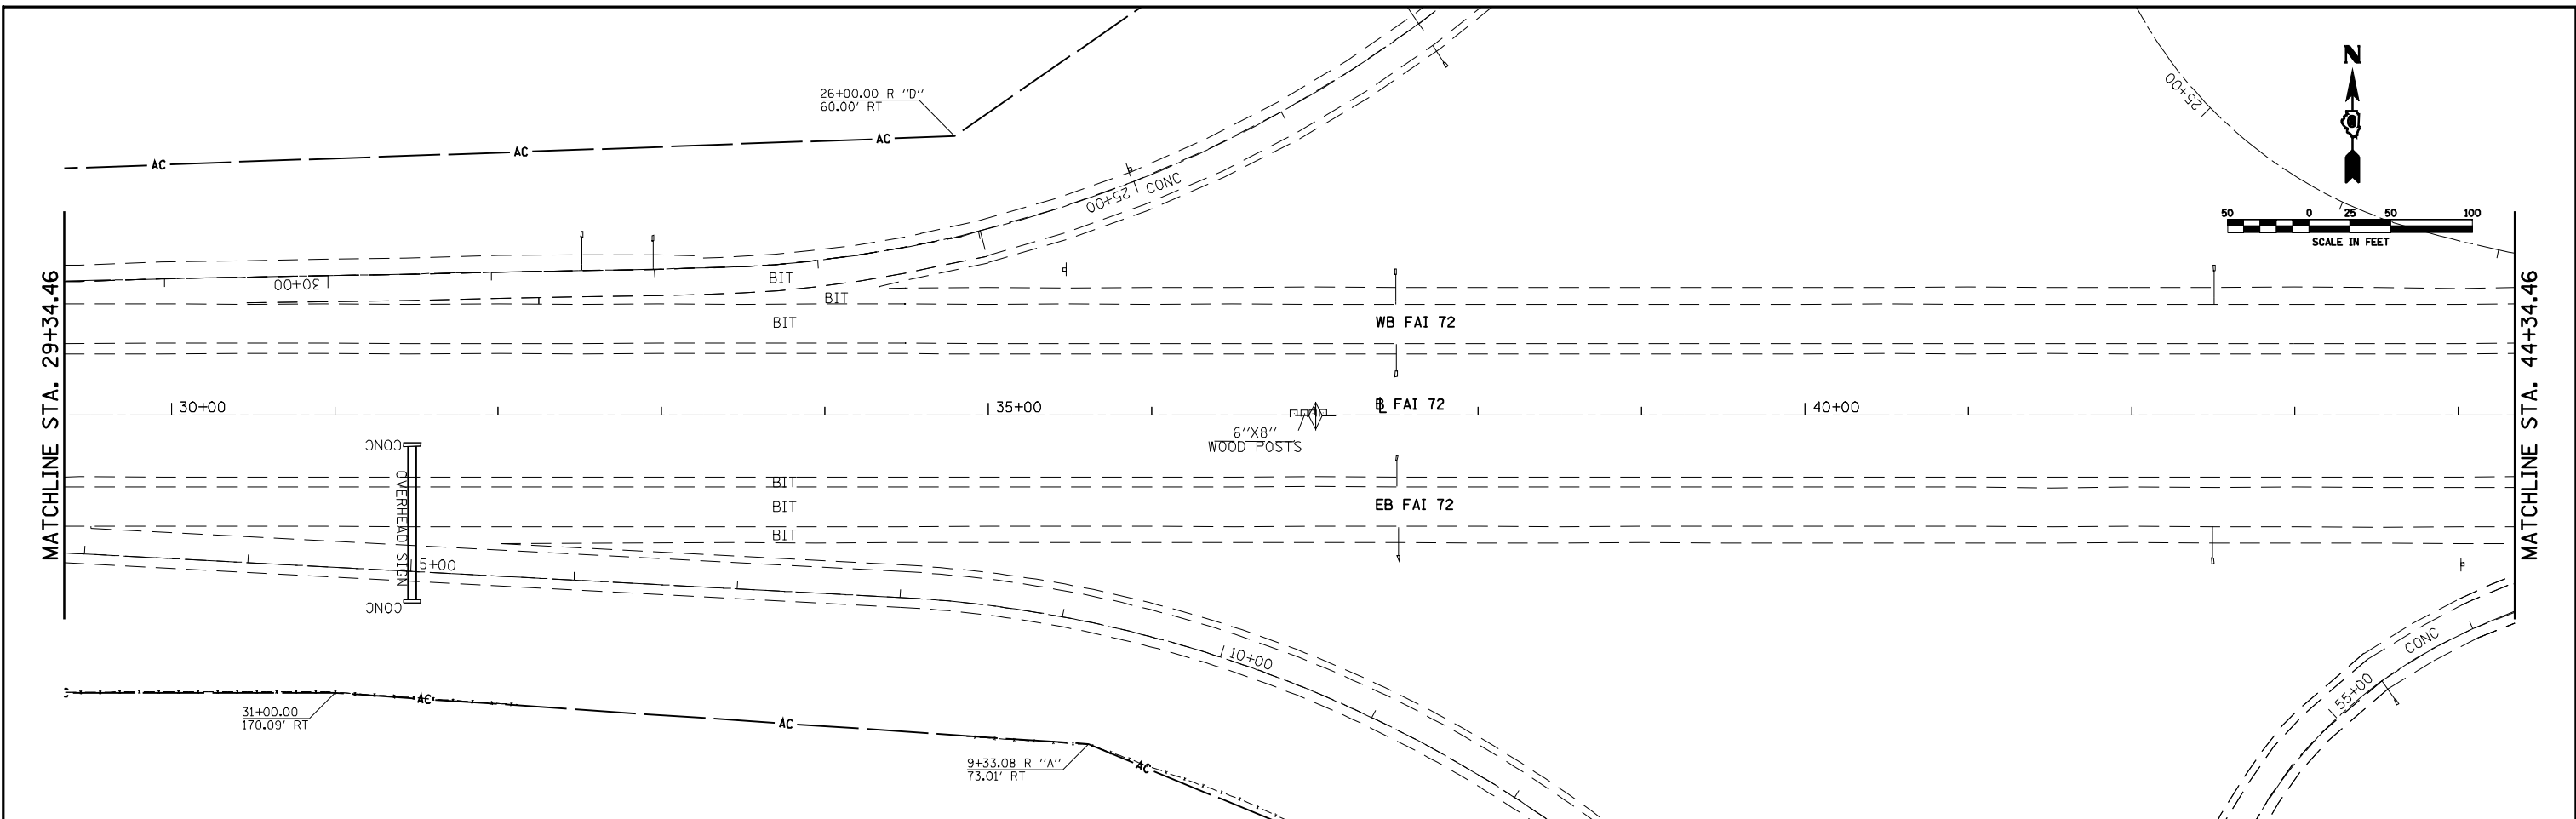 26+00.00 R "D"
60.00' RT
AC
AC
AC
25+00
N
50 0 25 50 100
SCALE IN FEET
25+00
CONC
30+00
BIT
BIT
BIT
WB FAI 72
MATCHLINE STA. 29+34.46
MATCHLINE STA. 44+34.46
30+00
35+00
℄ FAI 72
40+00
6"X8"
WOOD POSTS
CONC
OVERHEAD SIGN
CONC
BIT
BIT
BIT
EB FAI 72
5+00
10+00
CONC
55+00
AC
AC
AC
31+00.00
170.09' RT
9+33.08 R "A"
73.01' RT